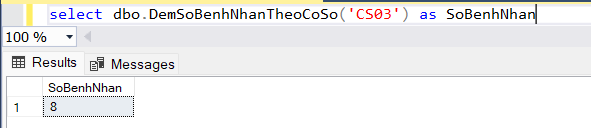 select dbo.DemSoBenhNhanTheoCoSo('CS03') as SoBenhNhan
100 %
Results Messages
SoBenhNhan
1 8